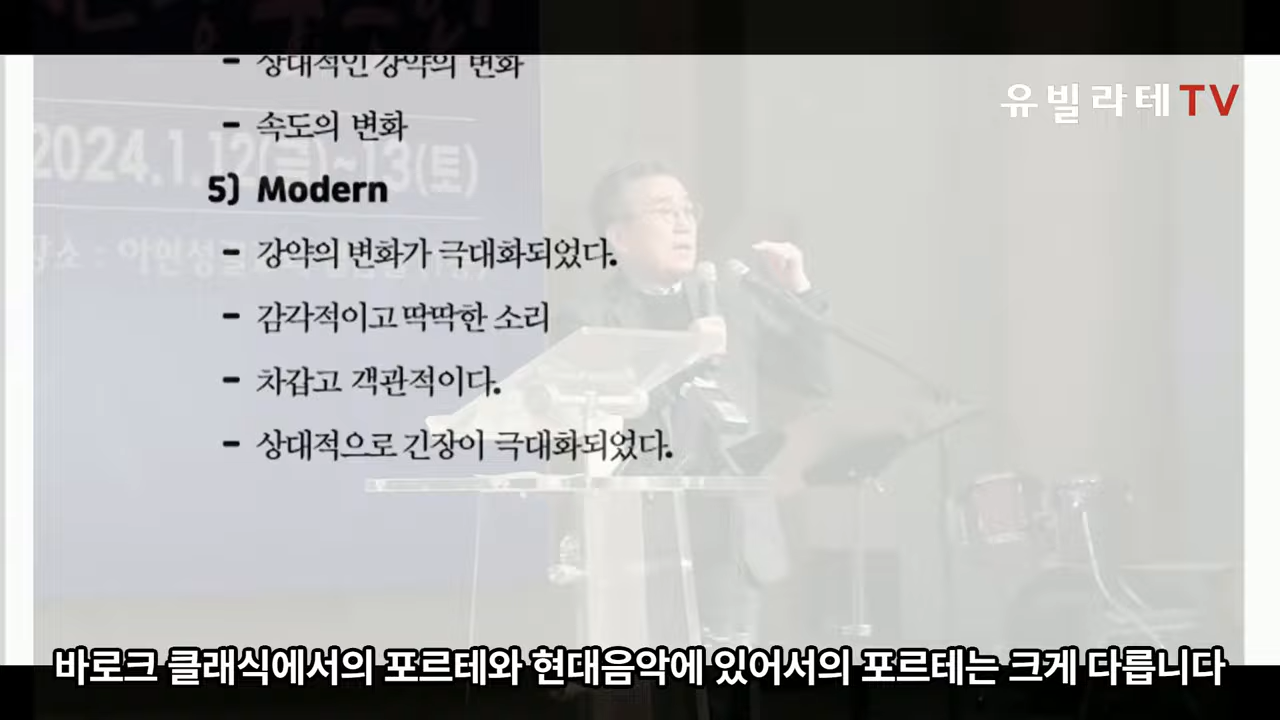 - 상대적인 강약의 변화
유빌라테TV
- 속도의 변화
2024.1.12(금)~13(토)
5) Modern
- 강약의 변화가 극대화되었다.
- 감각적이고 딱딱한 소리
- 차갑고 객관적이다.
- 상대적으로 긴장이 극대화되었다.
바로크 클래식에서의 포르테와 현대음악에 있어서의 포르테는 크게 다릅니다